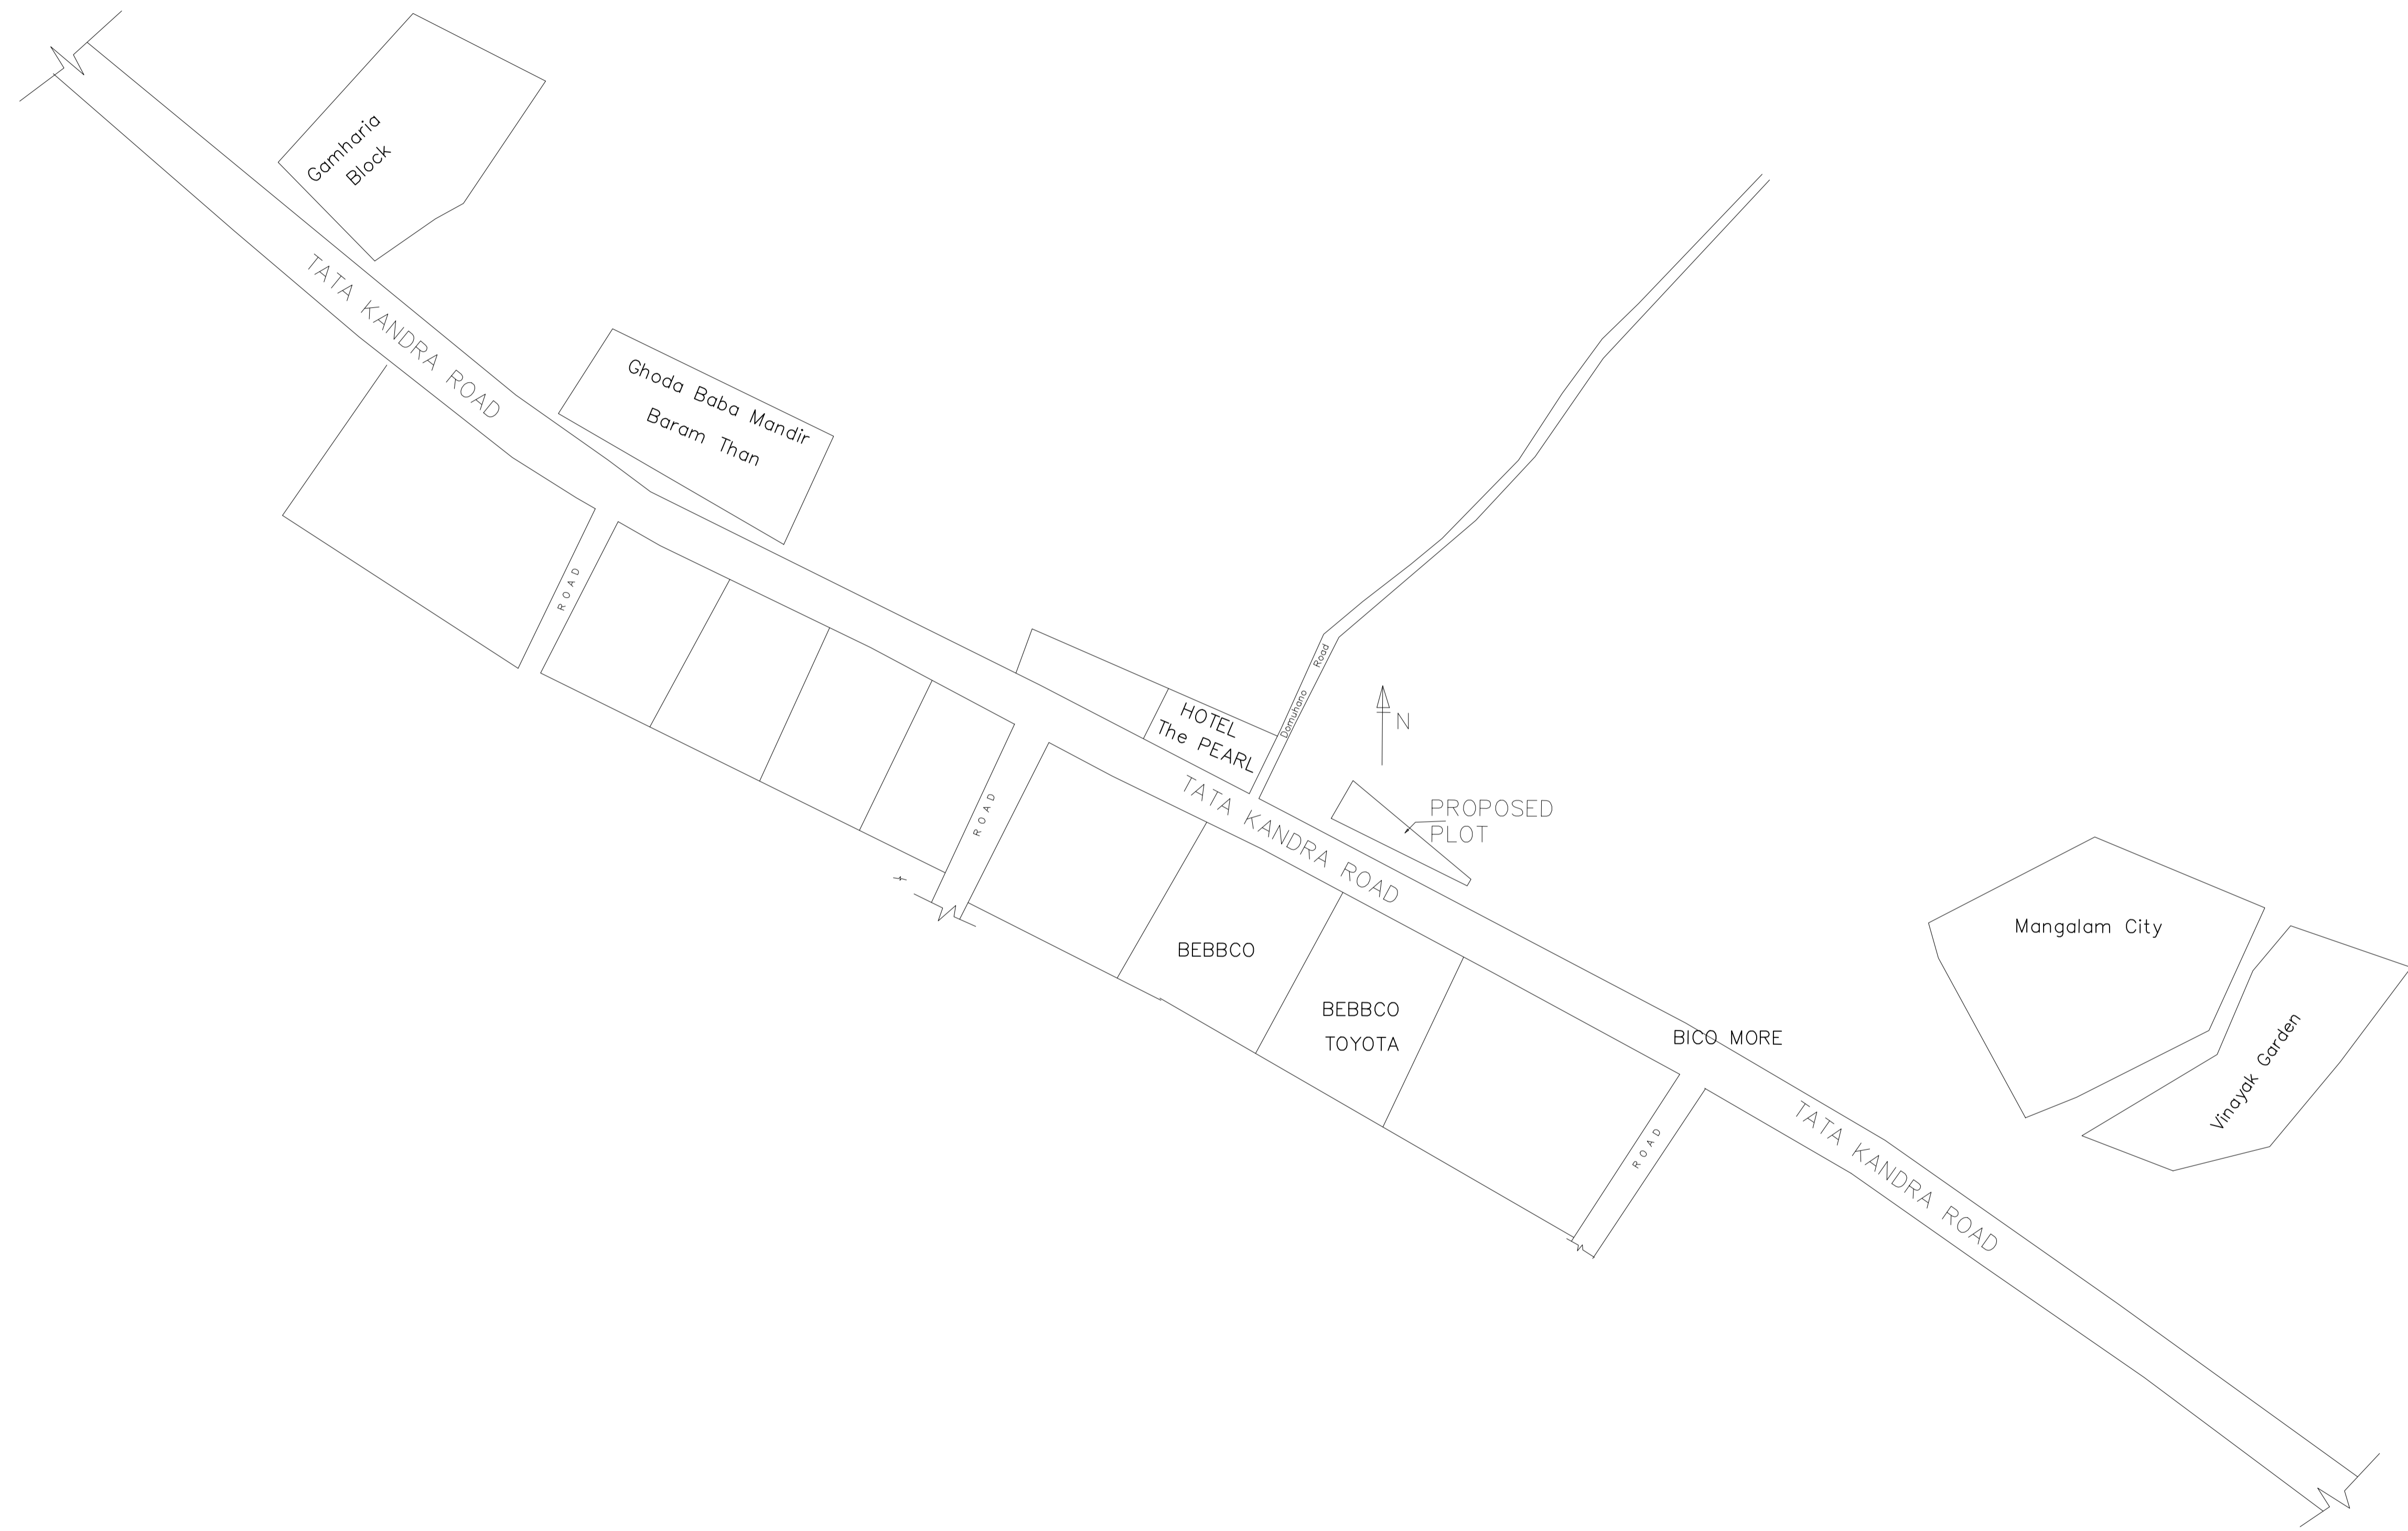 Gamharia
Block
TATA KANDRA ROAD
Ghoda Baba Mandir
Baram Than
ROAD
HOTEL
The PEARL
Domuhano Road
N
TATA KANDRA ROAD
PROPOSED
PLOT
ROAD
BEBBCO
BEBBCO
TOYOTA
BICO MORE
Mangalam City
Vinayak Garden
TATA KANDRA ROAD
ROAD